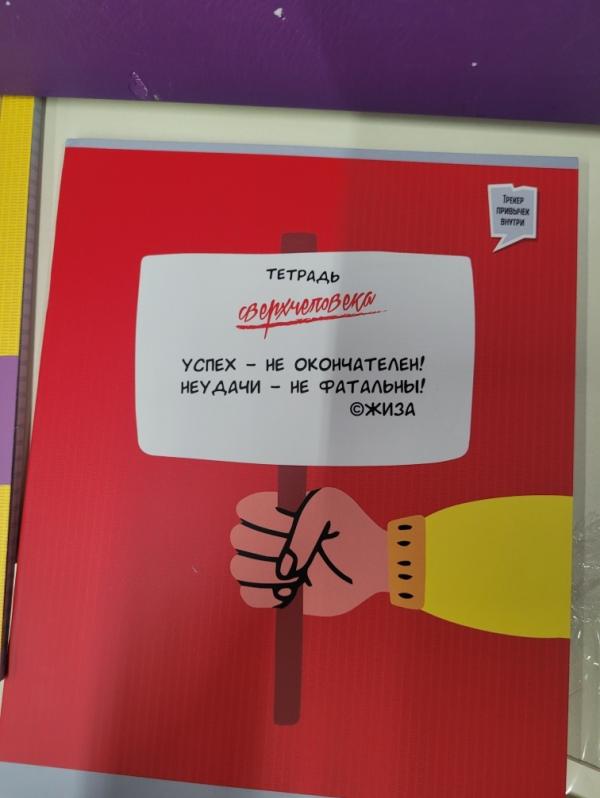 ТРЕКЕР
ПРИВЫЧЕК
ВНУТРИ
ТЕТРАДЬ
сверхчеловека
УСПЕХ – НЕ ОКОНЧАТЕЛЕН!
НЕУДАЧИ – НЕ ФАТАЛЬНЫ!
©ЖИЗА